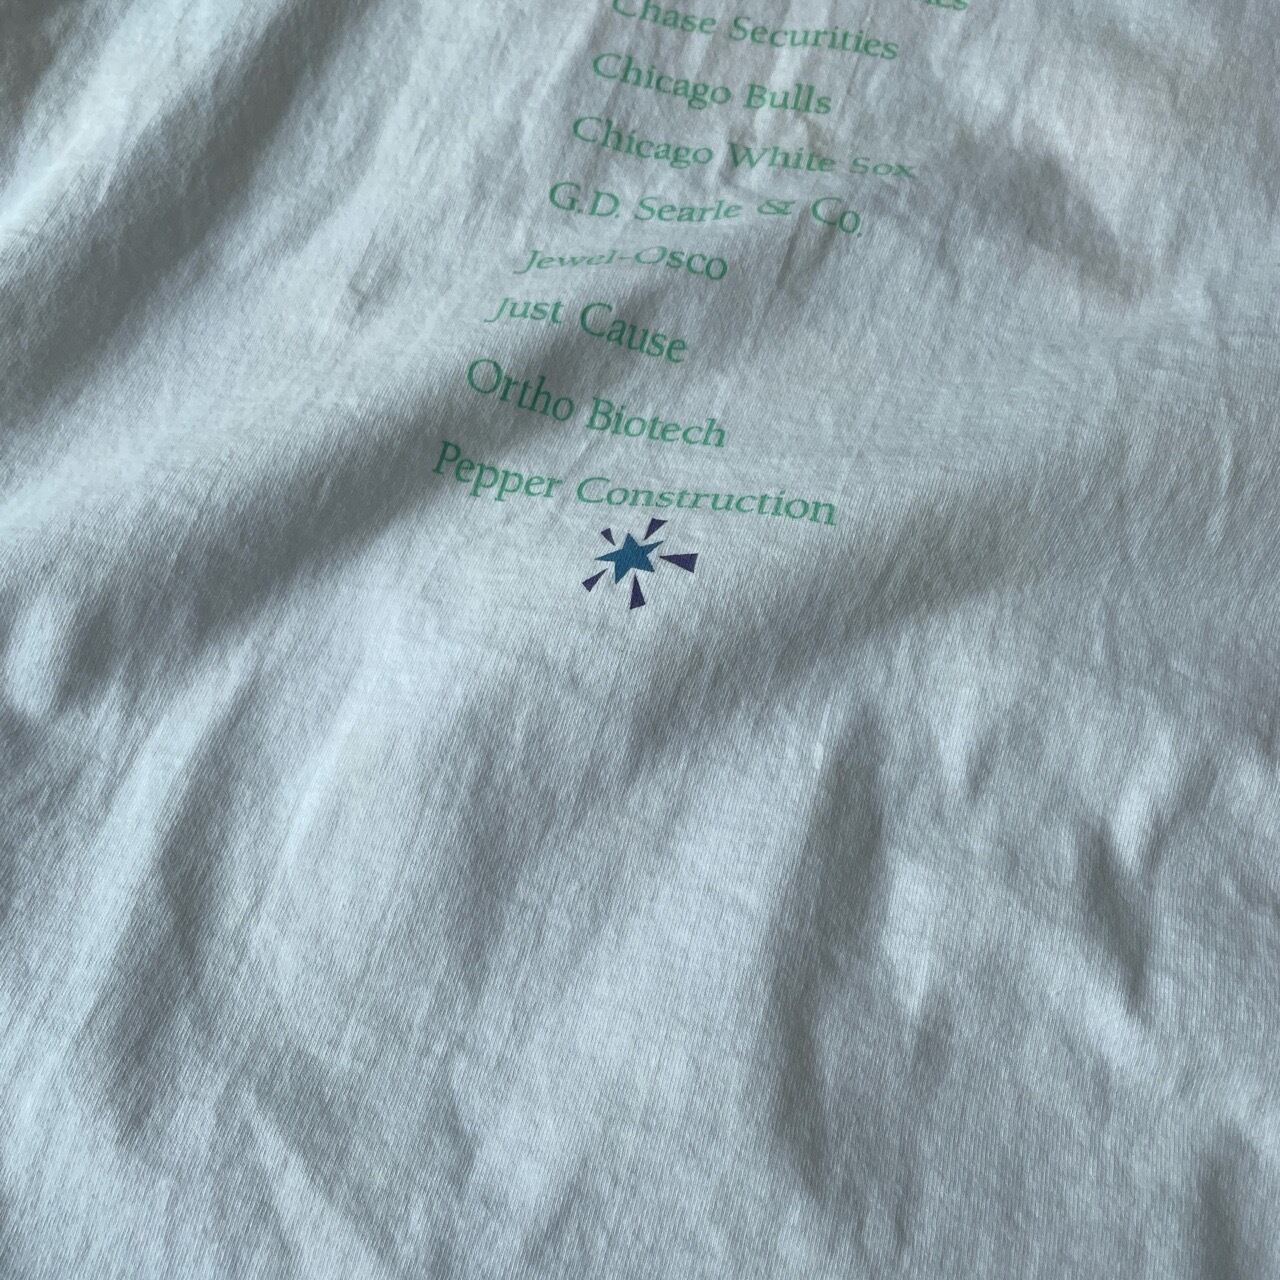 Chase Securities
Chicago Bulls
Chicago White Sox
G.D. Searle & Co.
Jewel-Osco
Just Cause
Ortho Biotech
Pepper Construction